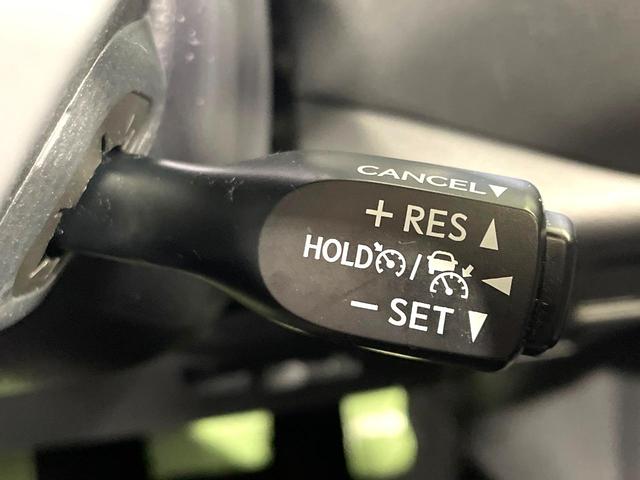 CANCEL▼
+ RES ▲
HOLD /
– SET ▼